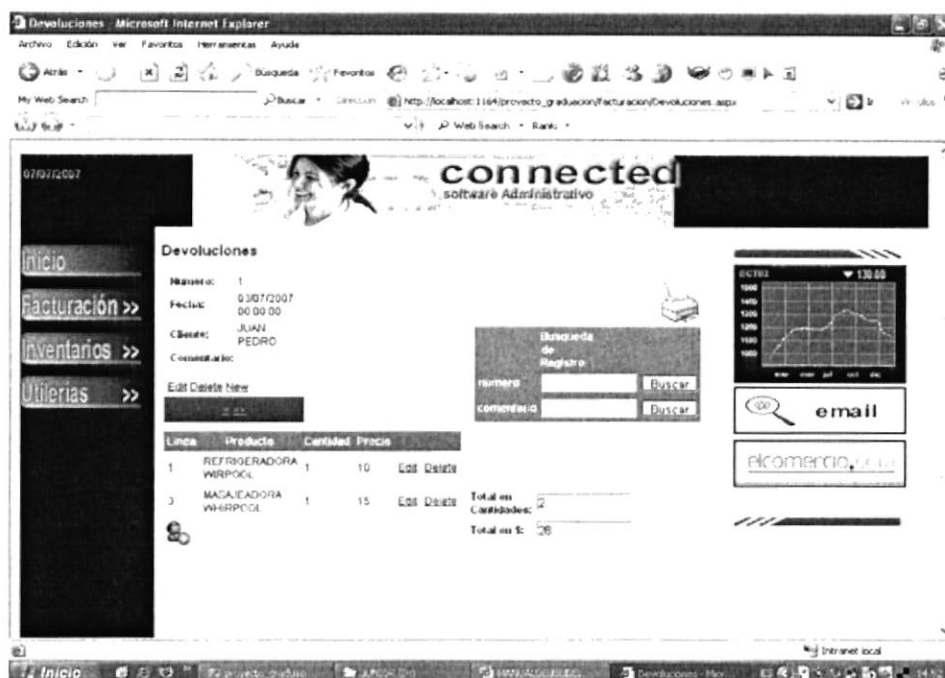 Devoluciones - Microsoft Internet Explorer
Archivo Edición Ver Favoritos Herramientas Ayuda
Atrás Búsqueda Favoritos
My Web Search Buscar Dirección http://localhost:1164/proyecto_graduacion/facturacion/Devoluciones.aspx Ir
Web Search Ranks
07/07/2007
connected
software Administrativo
Inicio
Facturación >>
Inventarios >>
Utilerias >>
Devoluciones
Numero: 1
Fecha: 03/07/2007 00:00:00
Cliente: JUAN PEDRO
Comentario:
Edit Delete New
Busqueda
de
Registro
numero Buscar
comentario Buscar
Linea Producto Cantidad Precio
1 REFRIGERADORA WIRPOOL 1 10 Edit Delete
3 MASAJEADORA WHIRPOOL 1 15 Edit Delete
Total en Cantidades: 2
Total en $:
130.00
email
elcomercio.
Intranet local
Inicio